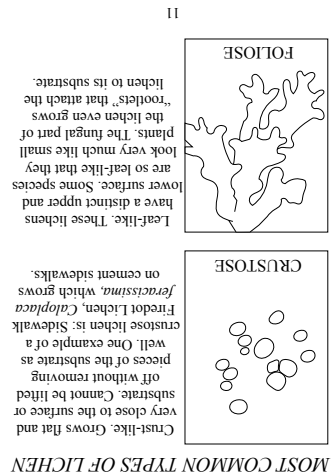 MOST COMMON TYPES OF LICHEN
CRUSTOSE
Crust-like. Grows flat and
very close to the surface or
substrate. Cannot be lifted
off without removing
pieces of the substrate as
well. One example of a
crustose lichen is: Sidewalk
Firedot Lichen, Caloplaca
feracissima, which grows
on cement sidewalks.
FOLIOSE
Leaf-like. These lichens
have a distinct upper and
lower surface. Some species
are so leaf-like that they
look very much like small
plants. The fungal part of
the lichen even grows
"rootlets" that attach the
lichen to its substrate.
11